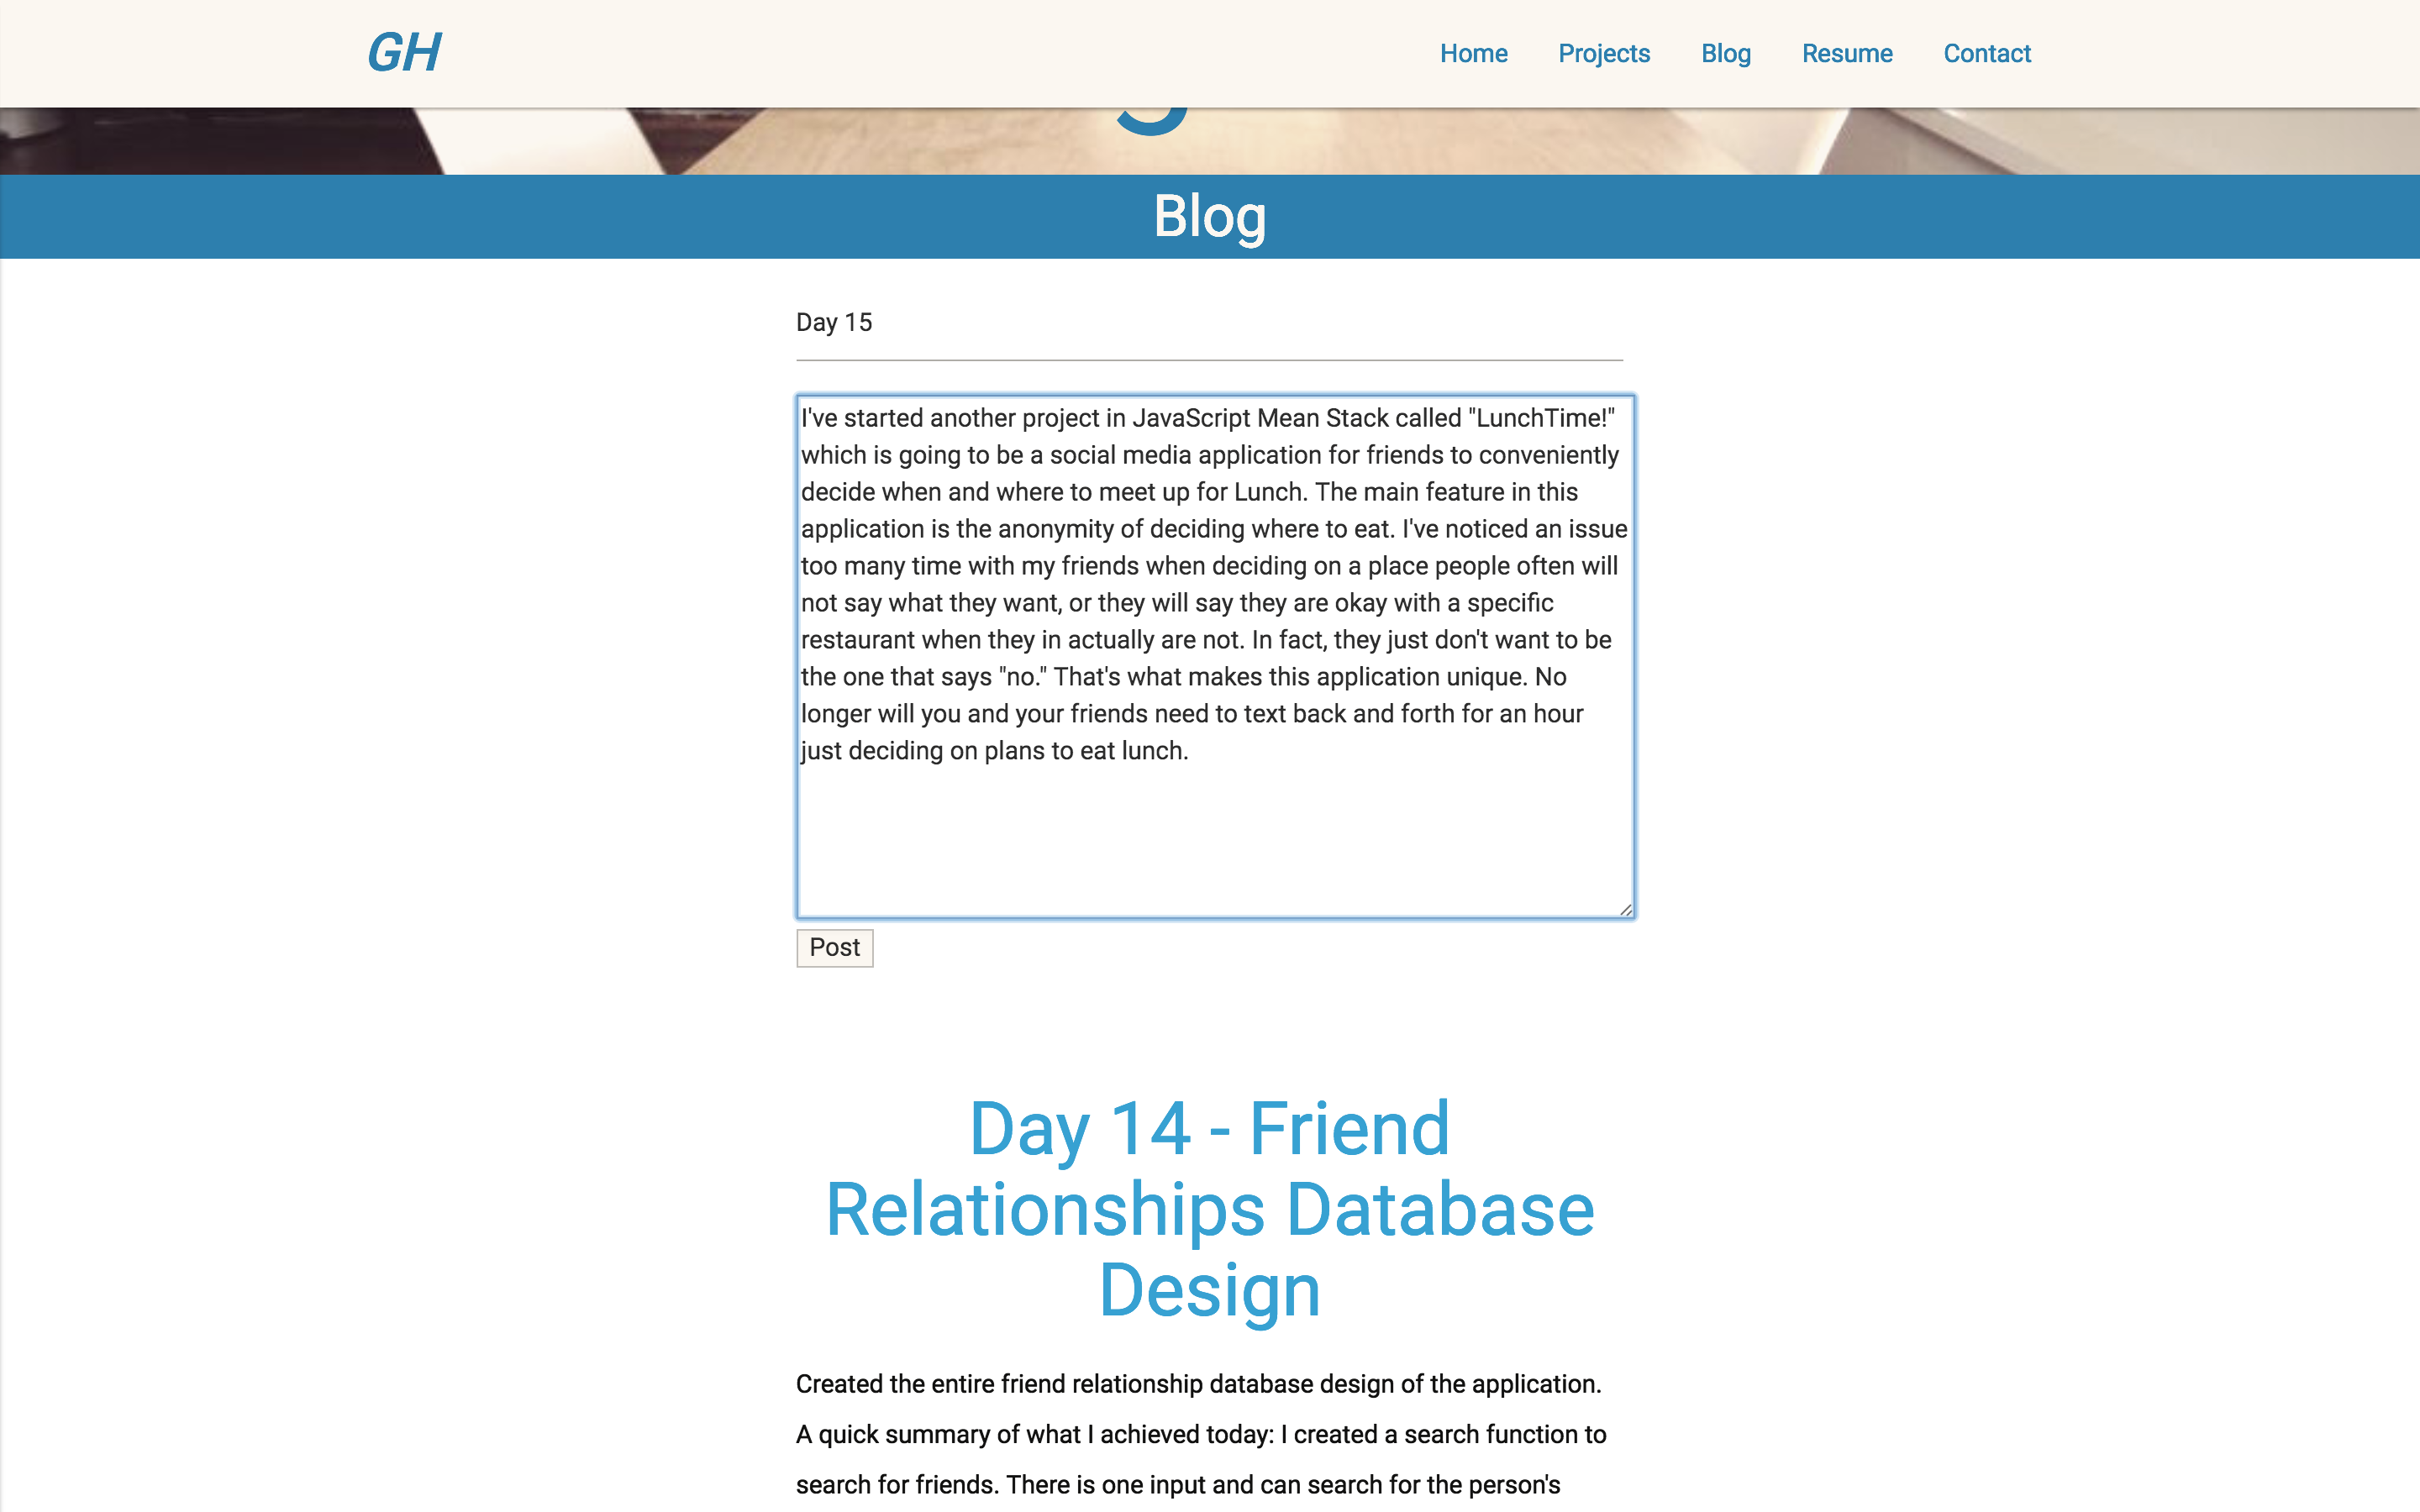 GH
Home Projects Blog Resume Contact
Blog
Day 15
I've started another project in JavaScript Mean Stack called "LunchTime!"
which is going to be a social media application for friends to conveniently
decide when and where to meet up for Lunch. The main feature in this
application is the anonymity of deciding where to eat. I've noticed an issue
too many time with my friends when deciding on a place people often will
not say what they want, or they will say they are okay with a specific
restaurant when they in actually are not. In fact, they just don't want to be
the one that says "no." That's what makes this application unique. No
longer will you and your friends need to text back and forth for an hour
just deciding on plans to eat lunch.
Post
Day 14 - Friend
Relationships Database
Design
Created the entire friend relationship database design of the application.
A quick summary of what I achieved today: I created a search function to
search for friends. There is one input and can search for the person's